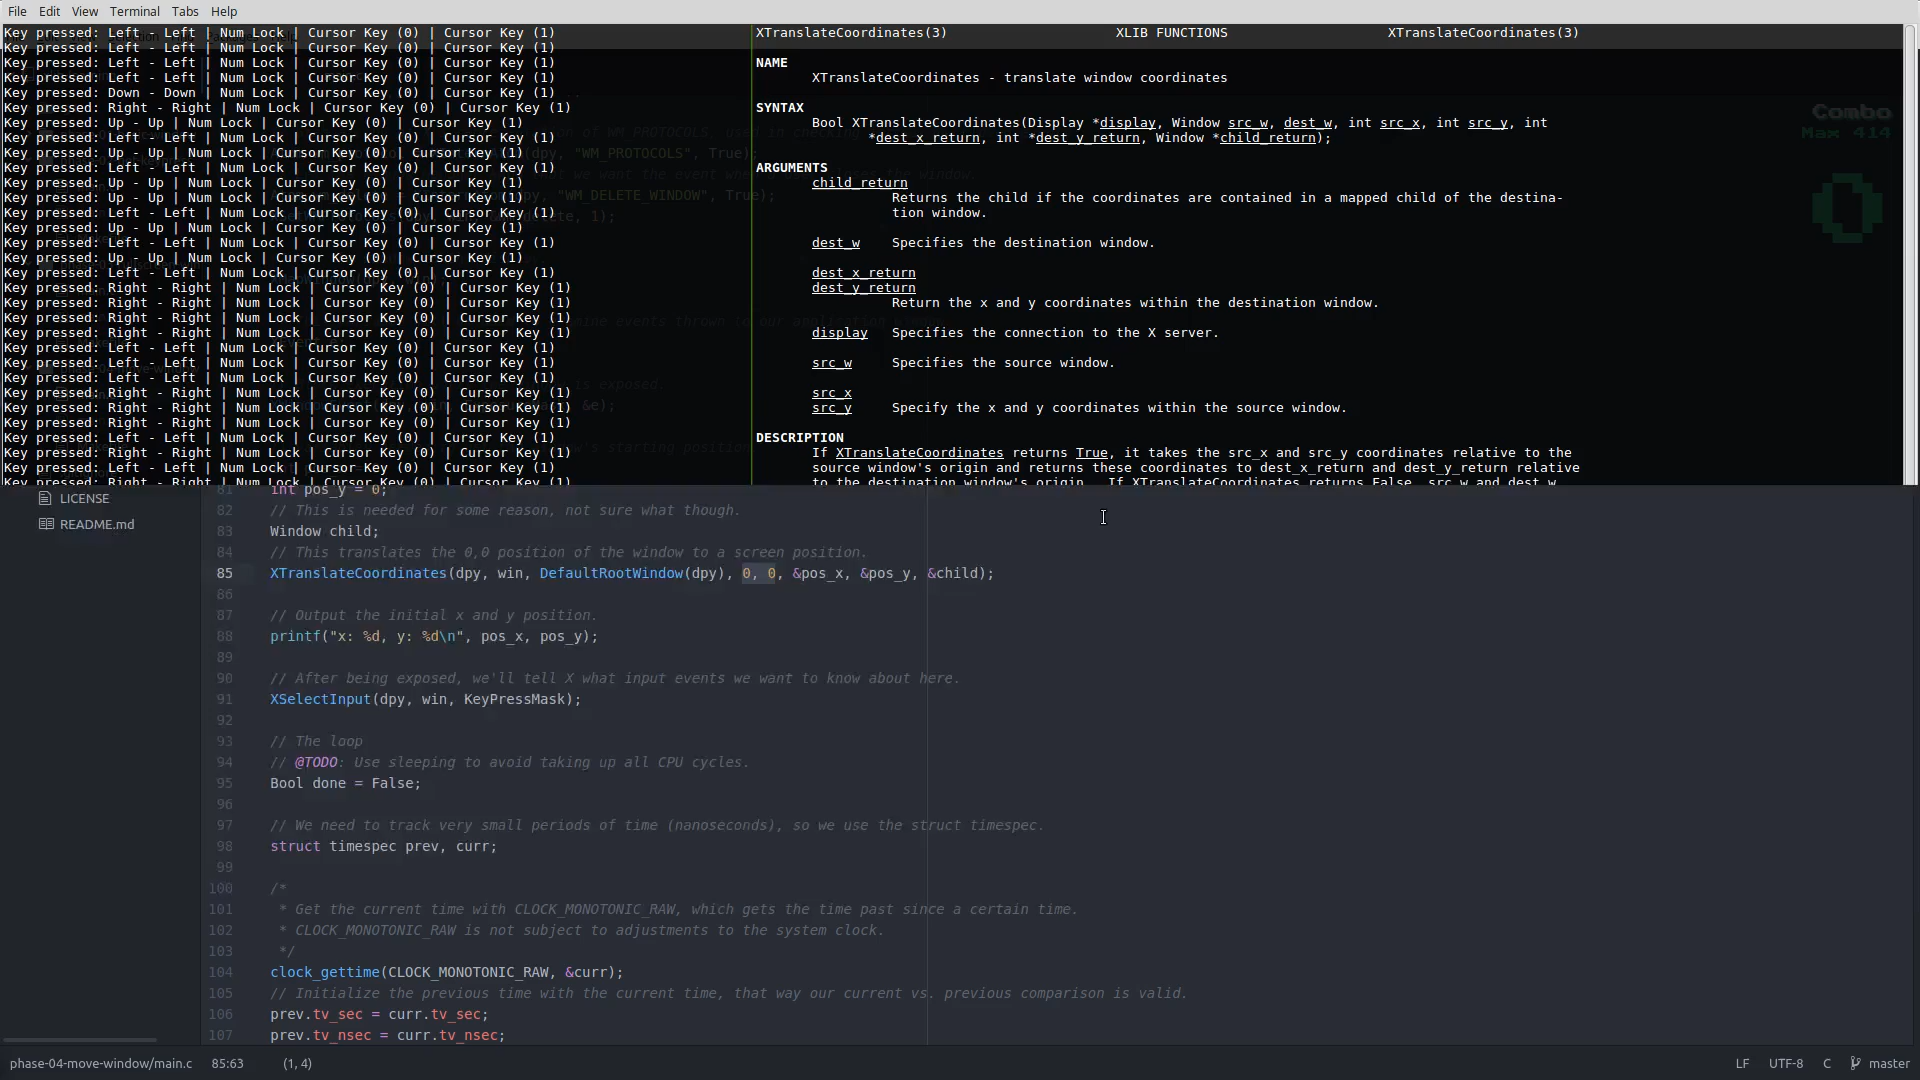 File Edit View Terminal Tabs Help
Key pressed: Left - Left | Num Lock | Cursor Key (0) | Cursor Key (1)
Key pressed: Left - Left | Num Lock | Cursor Key (0) | Cursor Key (1)
Key pressed: Left - Left | Num Lock | Cursor Key (0) | Cursor Key (1)
Key pressed: Left - Left | Num Lock | Cursor Key (0) | Cursor Key (1)
Key pressed: Down - Down | Num Lock | Cursor Key (0) | Cursor Key (1)
Key pressed: Right - Right | Num Lock | Cursor Key (0) | Cursor Key (1)
Key pressed: Up - Up | Num Lock | Cursor Key (0) | Cursor Key (1)
Key pressed: Left - Left | Num Lock | Cursor Key (0) | Cursor Key (1)
Key pressed: Up - Up | Num Lock | Cursor Key (0) | Cursor Key (1)
Key pressed: Left - Left | Num Lock | Cursor Key (0) | Cursor Key (1)
Key pressed: Up - Up | Num Lock | Cursor Key (0) | Cursor Key (1)
Key pressed: Up - Up | Num Lock | Cursor Key (0) | Cursor Key (1)
Key pressed: Left - Left | Num Lock | Cursor Key (0) | Cursor Key (1)
Key pressed: Up - Up | Num Lock | Cursor Key (0) | Cursor Key (1)
Key pressed: Left - Left | Num Lock | Cursor Key (0) | Cursor Key (1)
Key pressed: Up - Up | Num Lock | Cursor Key (0) | Cursor Key (1)
Key pressed: Left - Left | Num Lock | Cursor Key (0) | Cursor Key (1)
Key pressed: Right - Right | Num Lock | Cursor Key (0) | Cursor Key (1)
Key pressed: Right - Right | Num Lock | Cursor Key (0) | Cursor Key (1)
Key pressed: Right - Right | Num Lock | Cursor Key (0) | Cursor Key (1)
Key pressed: Right - Right | Num Lock | Cursor Key (0) | Cursor Key (1)
Key pressed: Left - Left | Num Lock | Cursor Key (0) | Cursor Key (1)
Key pressed: Left - Left | Num Lock | Cursor Key (0) | Cursor Key (1)
Key pressed: Left - Left | Num Lock | Cursor Key (0) | Cursor Key (1)
Key pressed: Right - Right | Num Lock | Cursor Key (0) | Cursor Key (1)
Key pressed: Right - Right | Num Lock | Cursor Key (0) | Cursor Key (1)
Key pressed: Right - Right | Num Lock | Cursor Key (0) | Cursor Key (1)
Key pressed: Left - Left | Num Lock | Cursor Key (0) | Cursor Key (1)
Key pressed: Right - Right | Num Lock | Cursor Key (0) | Cursor Key (1)
Key pressed: Left - Left | Num Lock | Cursor Key (0) | Cursor Key (1)
Key pressed: Right - Right | Num Lock | Cursor Key (0) | Cursor Key (1)
XTranslateCoordinates(3) XLIB FUNCTIONS XTranslateCoordinates(3)
NAME
XTranslateCoordinates - translate window coordinates
SYNTAX
Bool XTranslateCoordinates(Display *display, Window src_w, dest_w, int src_x, int src_y, int
*dest_x_return, int *dest_y_return, Window *child_return);
ARGUMENTS
child_return
Returns the child if the coordinates are contained in a mapped child of the destina-
tion window.
dest_w Specifies the destination window.
dest_x_return
dest_y_return
Return the x and y coordinates within the destination window.
display Specifies the connection to the X server.
src_w Specifies the source window.
src_x
src_y Specify the x and y coordinates within the source window.
DESCRIPTION
If XTranslateCoordinates returns True, it takes the src_x and src_y coordinates relative to the
source window's origin and returns these coordinates to dest_x_return and dest_y_return relative
to the destination window's origin. If XTranslateCoordinates returns False, src_w and dest_w
Combo
Max 414
0
LICENSE
README.md
81 int pos_y = 0;
82 // This is needed for some reason, not sure what though.
83 Window child;
84 // This translates the 0,0 position of the window to a screen position.
85 XTranslateCoordinates(dpy, win, DefaultRootWindow(dpy), 0, 0, &pos_x, &pos_y, &child);
86
87 // Output the initial x and y position.
88 printf("x: %d, y: %d\n", pos_x, pos_y);
89
90 // After being exposed, we'll tell X what input events we want to know about here.
91 XSelectInput(dpy, win, KeyPressMask);
92
93 // The loop
94 // @TODO: Use sleeping to avoid taking up all CPU cycles.
95 Bool done = False;
96
97 // We need to track very small periods of time (nanoseconds), so we use the struct timespec.
98 struct timespec prev, curr;
99
100 /*
101 * Get the current time with CLOCK_MONOTONIC_RAW, which gets the time past since a certain time.
102 * CLOCK_MONOTONIC_RAW is not subject to adjustments to the system clock.
103 */
104 clock_gettime(CLOCK_MONOTONIC_RAW, &curr);
105 // Initialize the previous time with the current time, that way our current vs. previous comparison is valid.
106 prev.tv_sec = curr.tv_sec;
107 prev.tv_nsec = curr.tv_nsec;
phase-04-move-window/main.c 85:63 (1, 4) LF UTF-8 C master